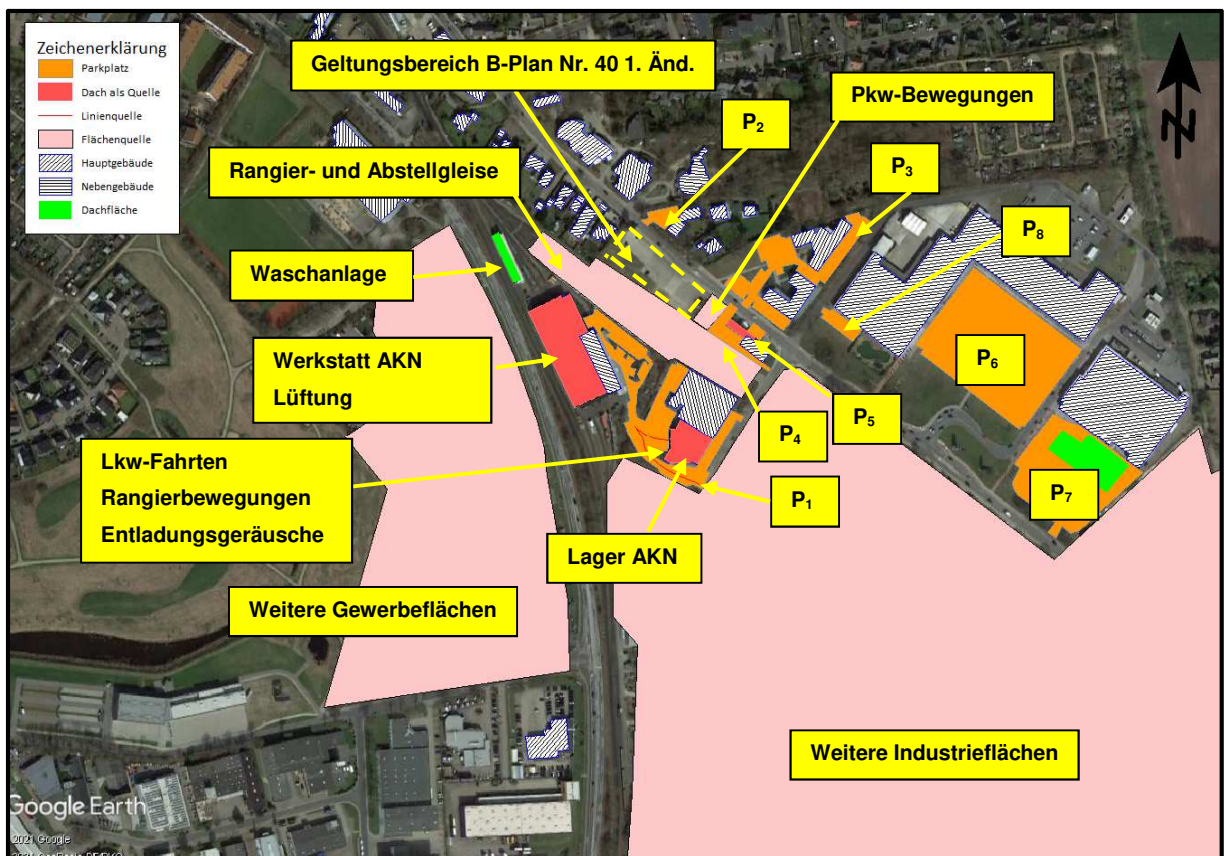 Zeichenerklärung
Parkplatz
Dach als Quelle
Linienquelle
Flächenquelle
Hauptgebäude
Nebengebäude
Dachfläche
Geltungsbereich B-Plan Nr. 40 1. Änd.
Pkw-Bewegungen
P₂
Rangier- und Abstellgleise
P₃
P₈
N
Waschanlage
Werkstatt AKN
Lüftung
P₆
P₄
P₅
Lkw-Fahrten
Rangierbewegungen
Entladungsgeräusche
P₁
P₇
Lager AKN
Weitere Gewerbeflächen
Weitere Industrieflächen
Google Earth
2021 Google